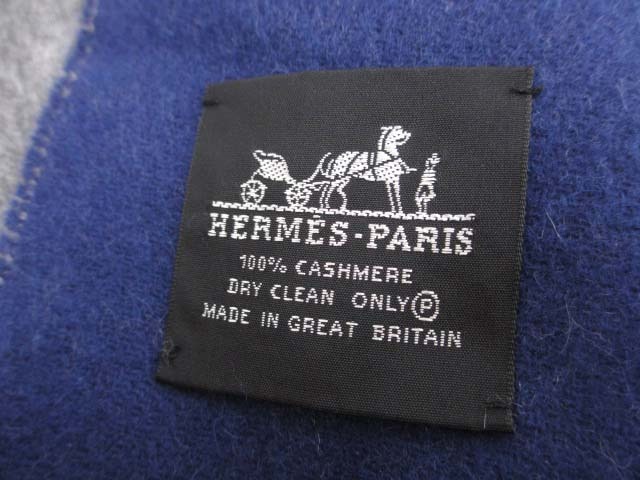 HERMÈS-PARIS
100% CASHMERE
DRY CLEAN ONLY Ⓟ
MADE IN GREAT BRITAIN